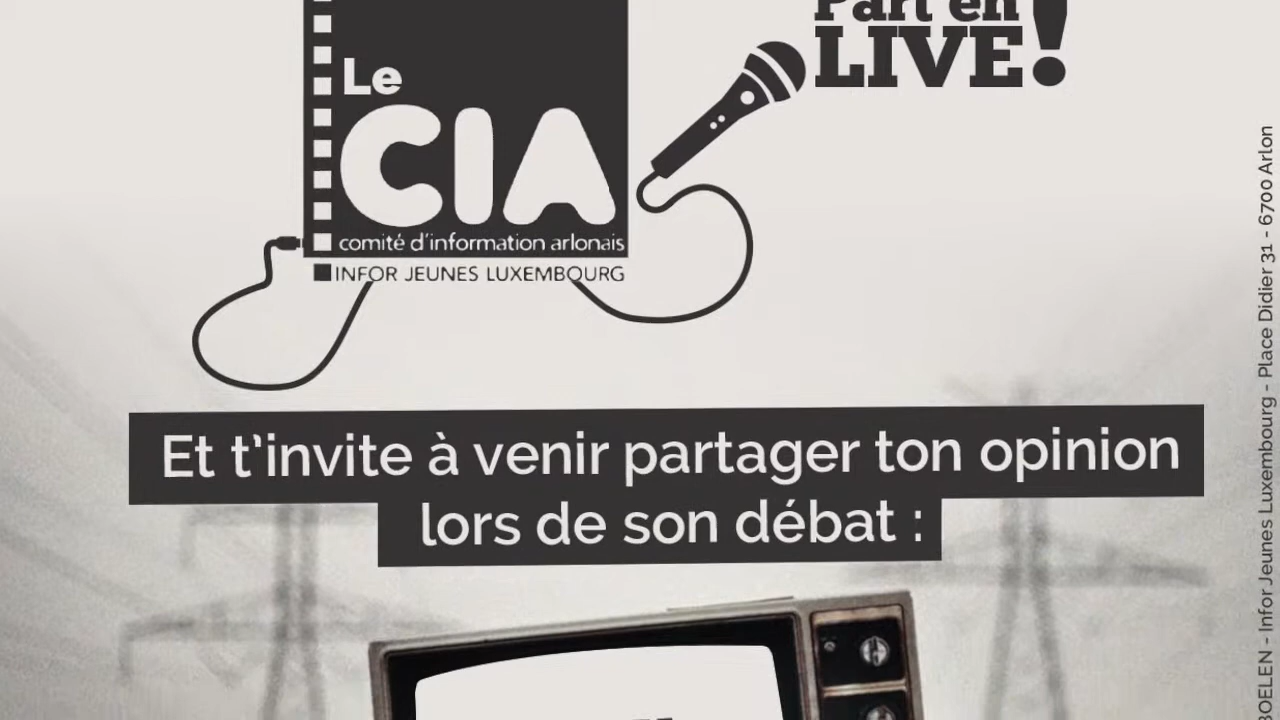 Part en
LIVE!
Le
CIA
comité d'information arlonais
INFOR JEUNES LUXEMBOURG
Et t'invite à venir partager ton opinion
lors de son débat :
BOELEN - Infor Jeunes Luxembourg - Place Didier 31 - 6700 Arlon